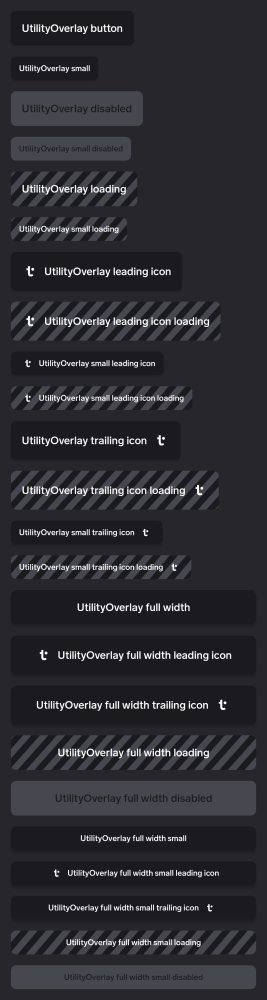 UtilityOverlay button
UtilityOverlay small
UtilityOverlay disabled
UtilityOverlay small disabled
UtilityOverlay loading
UtilityOverlay small loading
UtilityOverlay leading icon
UtilityOverlay leading icon loading
UtilityOverlay small leading icon
UtilityOverlay small leading icon loading
UtilityOverlay trailing icon
UtilityOverlay trailing icon loading
UtilityOverlay small trailing icon
UtilityOverlay small trailing icon loading
UtilityOverlay full width
UtilityOverlay full width leading icon
UtilityOverlay full width trailing icon
UtilityOverlay full width loading
UtilityOverlay full width disabled
UtilityOverlay full width small
UtilityOverlay full width small leading icon
UtilityOverlay full width small trailing icon
UtilityOverlay full width small loading
UtilityOverlay full width small disabled